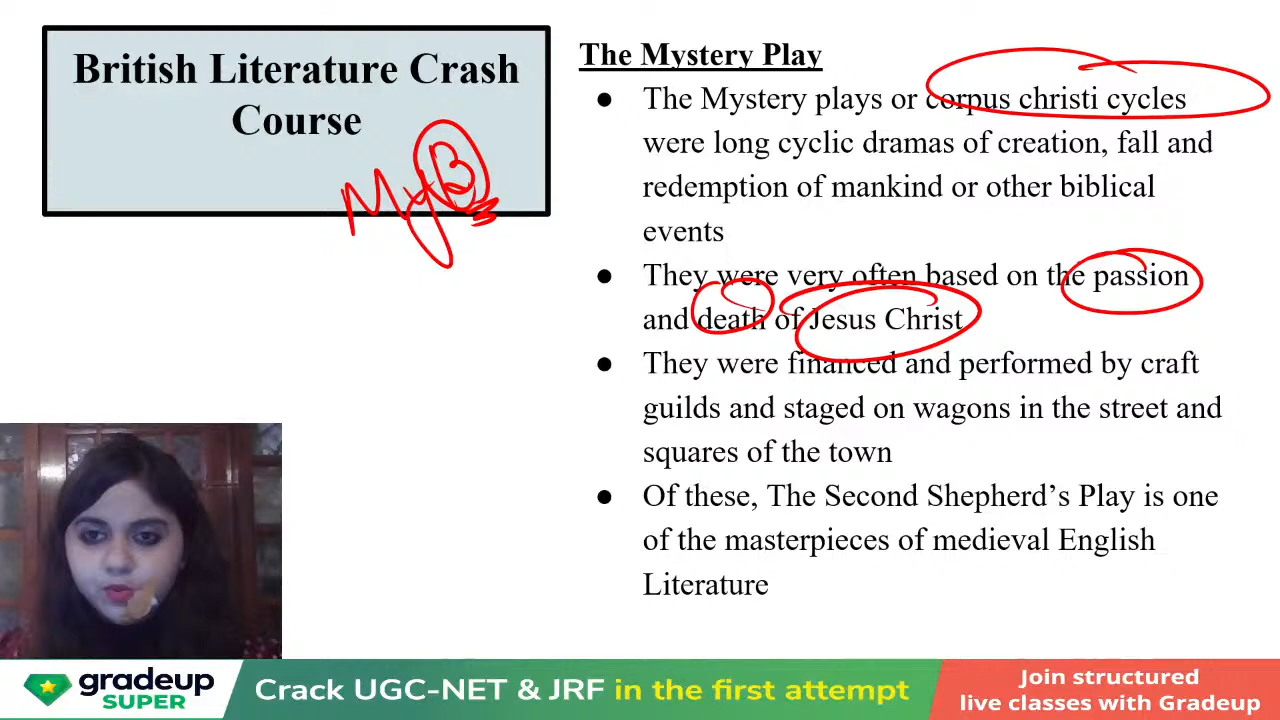 British Literature Crash
Course
MyB
The Mystery Play
● The Mystery plays or corpus christi cycles
were long cyclic dramas of creation, fall and
redemption of mankind or other biblical
events
● They were very often based on the passion
and death of Jesus Christ
● They were financed and performed by craft
guilds and staged on wagons in the street and
squares of the town
● Of these, The Second Shepherd’s Play is one
of the masterpieces of medieval English
Literature
gradeup
SUPER
Crack UGC-NET & JRF in the first attempt
Join structured
live classes with Gradeup